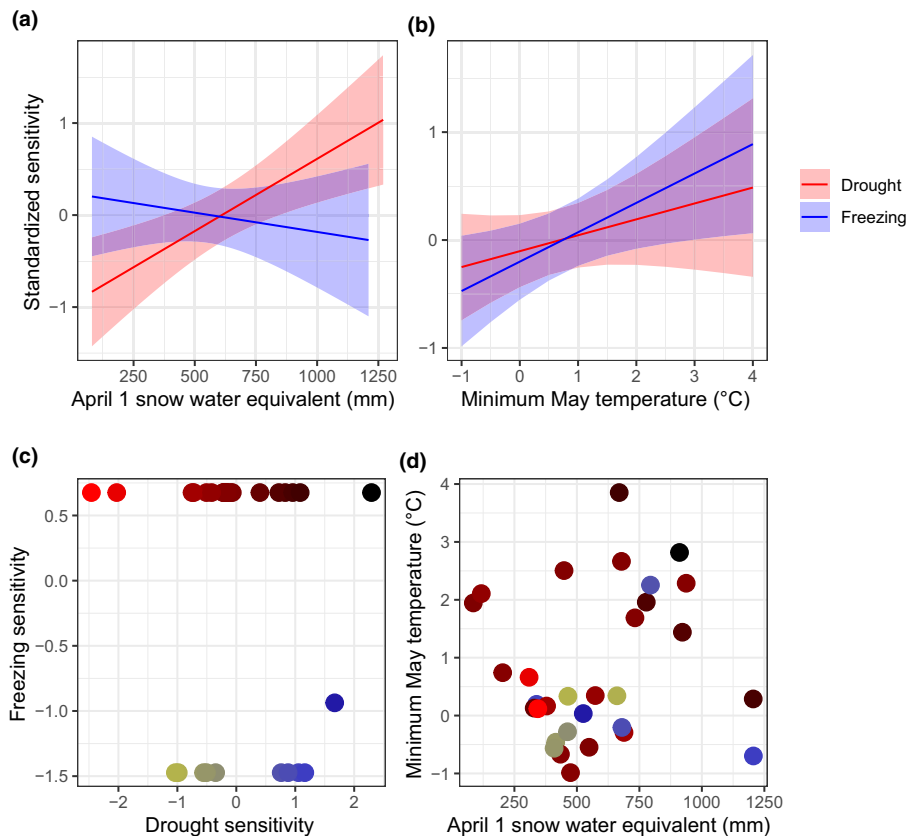 (a)
Standardized sensitivity
1
0
−1
250
500
750
1000
1250
April 1 snow water equivalent (mm)
(b)
1
0
−1
−1
0
1
2
3
4
Minimum May temperature (°C)
Drought
Freezing
(c)
Freezing sensitivity
0.5
0.0
−0.5
−1.0
−1.5
−2
−1
0
1
2
Drought sensitivity
(d)
Minimum May temperature (°C)
4
3
2
1
0
−1
250
500
750
1000
1250
April 1 snow water equivalent (mm)